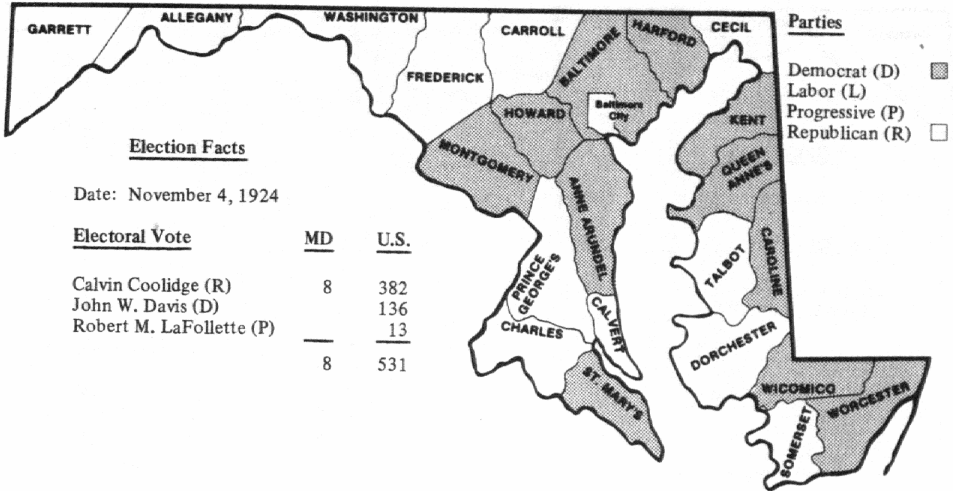 GARRETT
ALLEGANY
WASHINGTON
FREDERICK
CARROLL
BALTIMORE
HARFORD
CECIL
Baltimore
City
HOWARD
MONTGOMERY
ANNE ARUNDEL
PRINCE
GEORGE'S
CALVERT
CHARLES
ST. MARY'S
KENT
QUEEN
ANNE'S
CAROLINE
TALBOT
DORCHESTER
WICOMICO
WORCESTER
SOMERSET
Parties
Democrat (D)
Labor (L)
Progressive (P)
Republican (R)
Election Facts
Date: November 4, 1924
Electoral Vote MD U.S.
Calvin Coolidge (R) 8 382
John W. Davis (D) 136
Robert M. LaFollette (P) 13
8 531